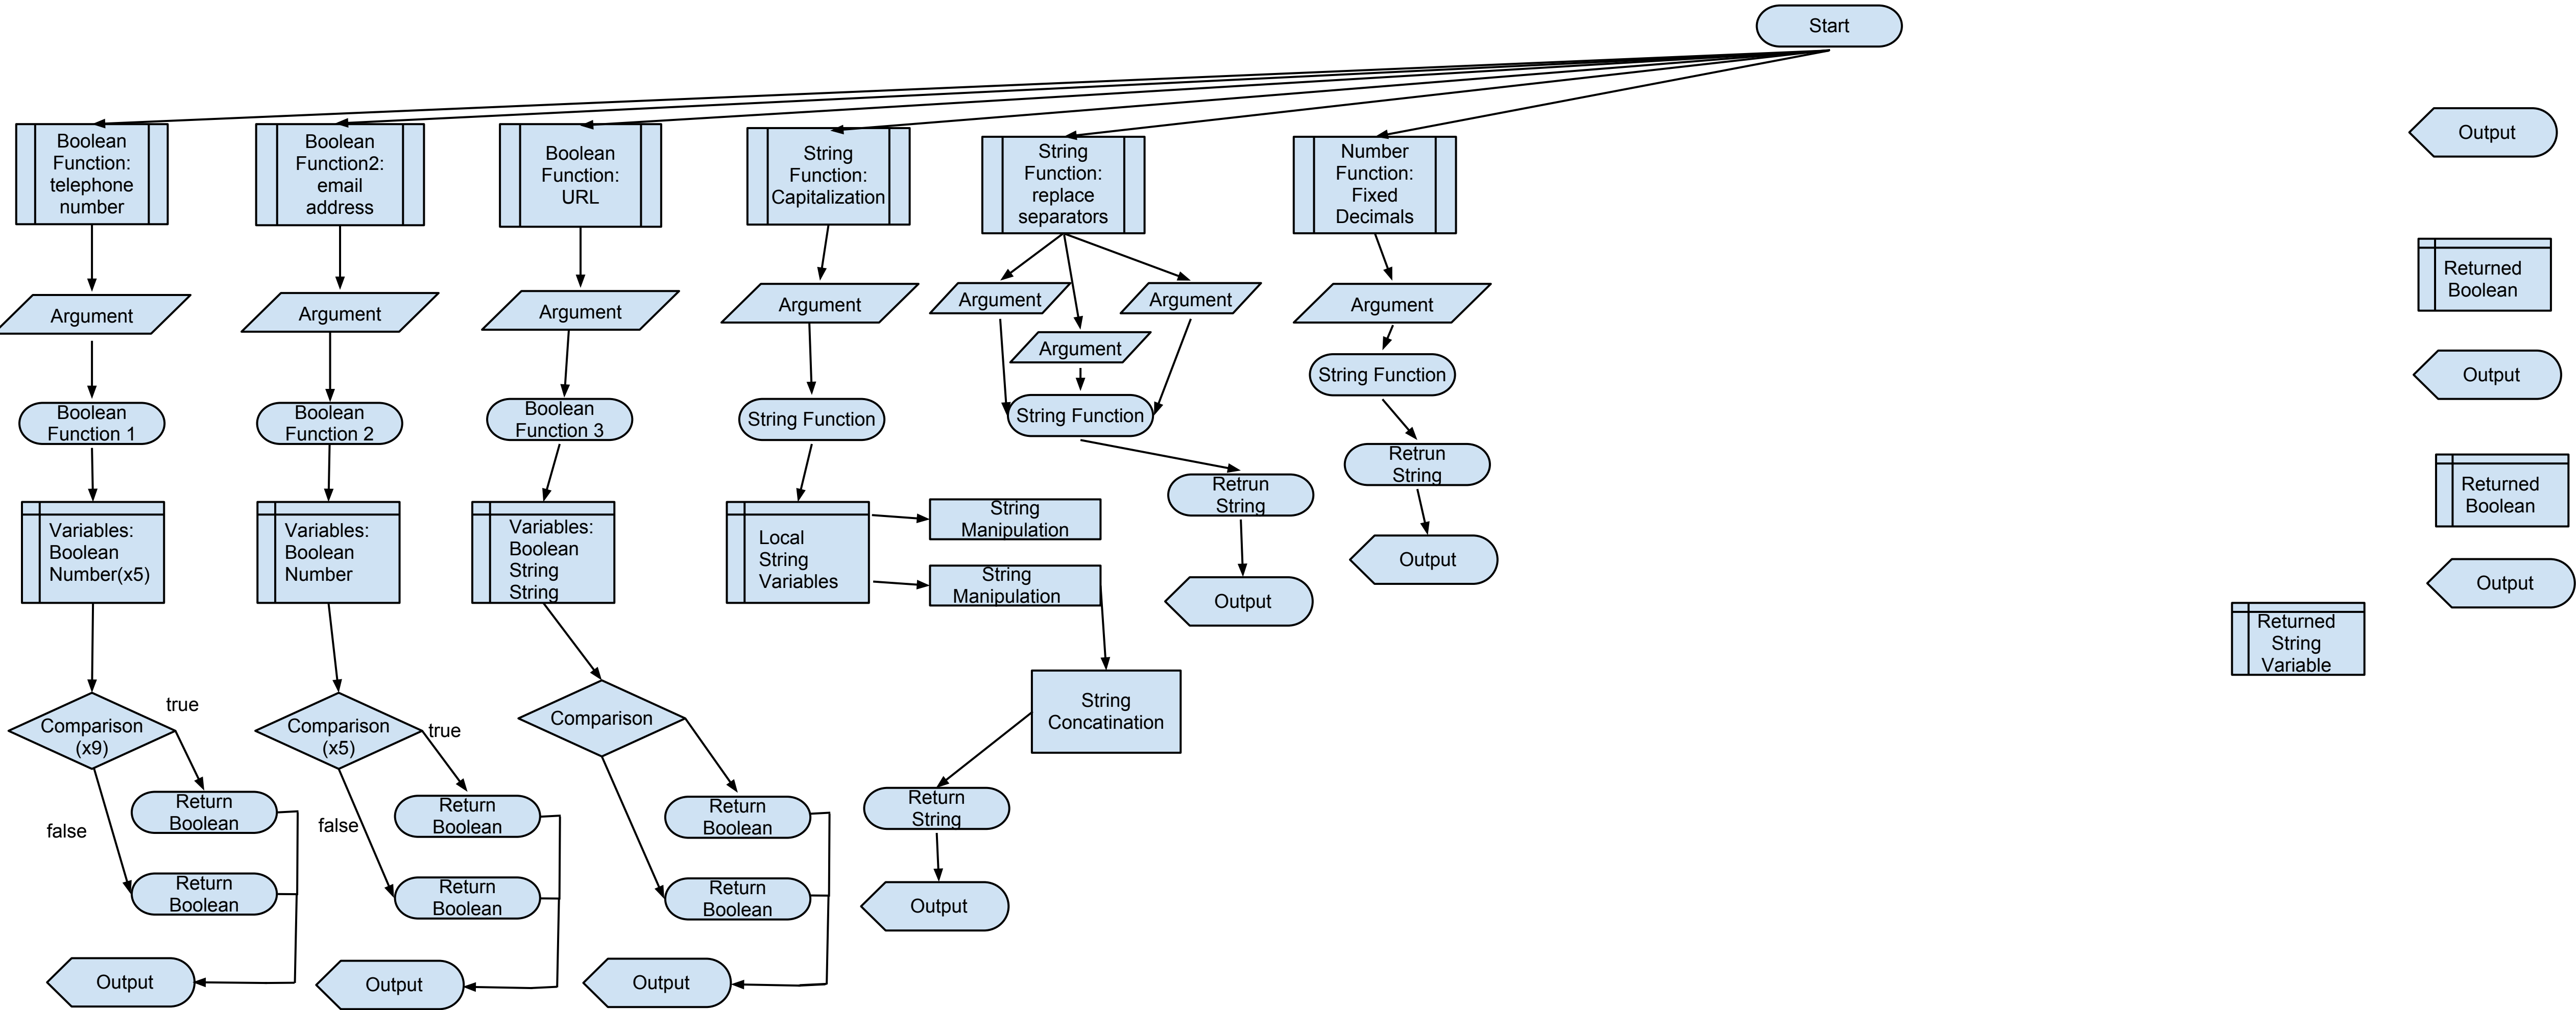 Start
Boolean
Function:
telephone
number
Boolean
Function2:
email
address
Boolean
Function:
URL
String
Function:
Capitalization
String
Function:
replace
separators
Number
Function:
Fixed
Decimals
Output
Returned
Boolean
Argument
Argument
Argument
Argument
Argument
Argument
Argument
Argument
String Function
Output
Boolean
Function 1
Boolean
Function 2
Boolean
Function 3
String Function
String Function
Retrun
String
Retrun
String
Returned
Boolean
Variables:
Boolean
Number(x5)
Variables:
Boolean
Number
Variables:
Boolean
String
String
Local
String
Variables
String
Manipulation
String
Manipulation
Output
Output
Output
Returned
String
Variable
Comparison
(x9)
true
false
Comparison
(x5)
true
false
Comparison
String
Concatination
Return
Boolean
Return
Boolean
Return
Boolean
Return
String
Return
Boolean
Return
Boolean
Return
Boolean
Output
Output
Output
Output